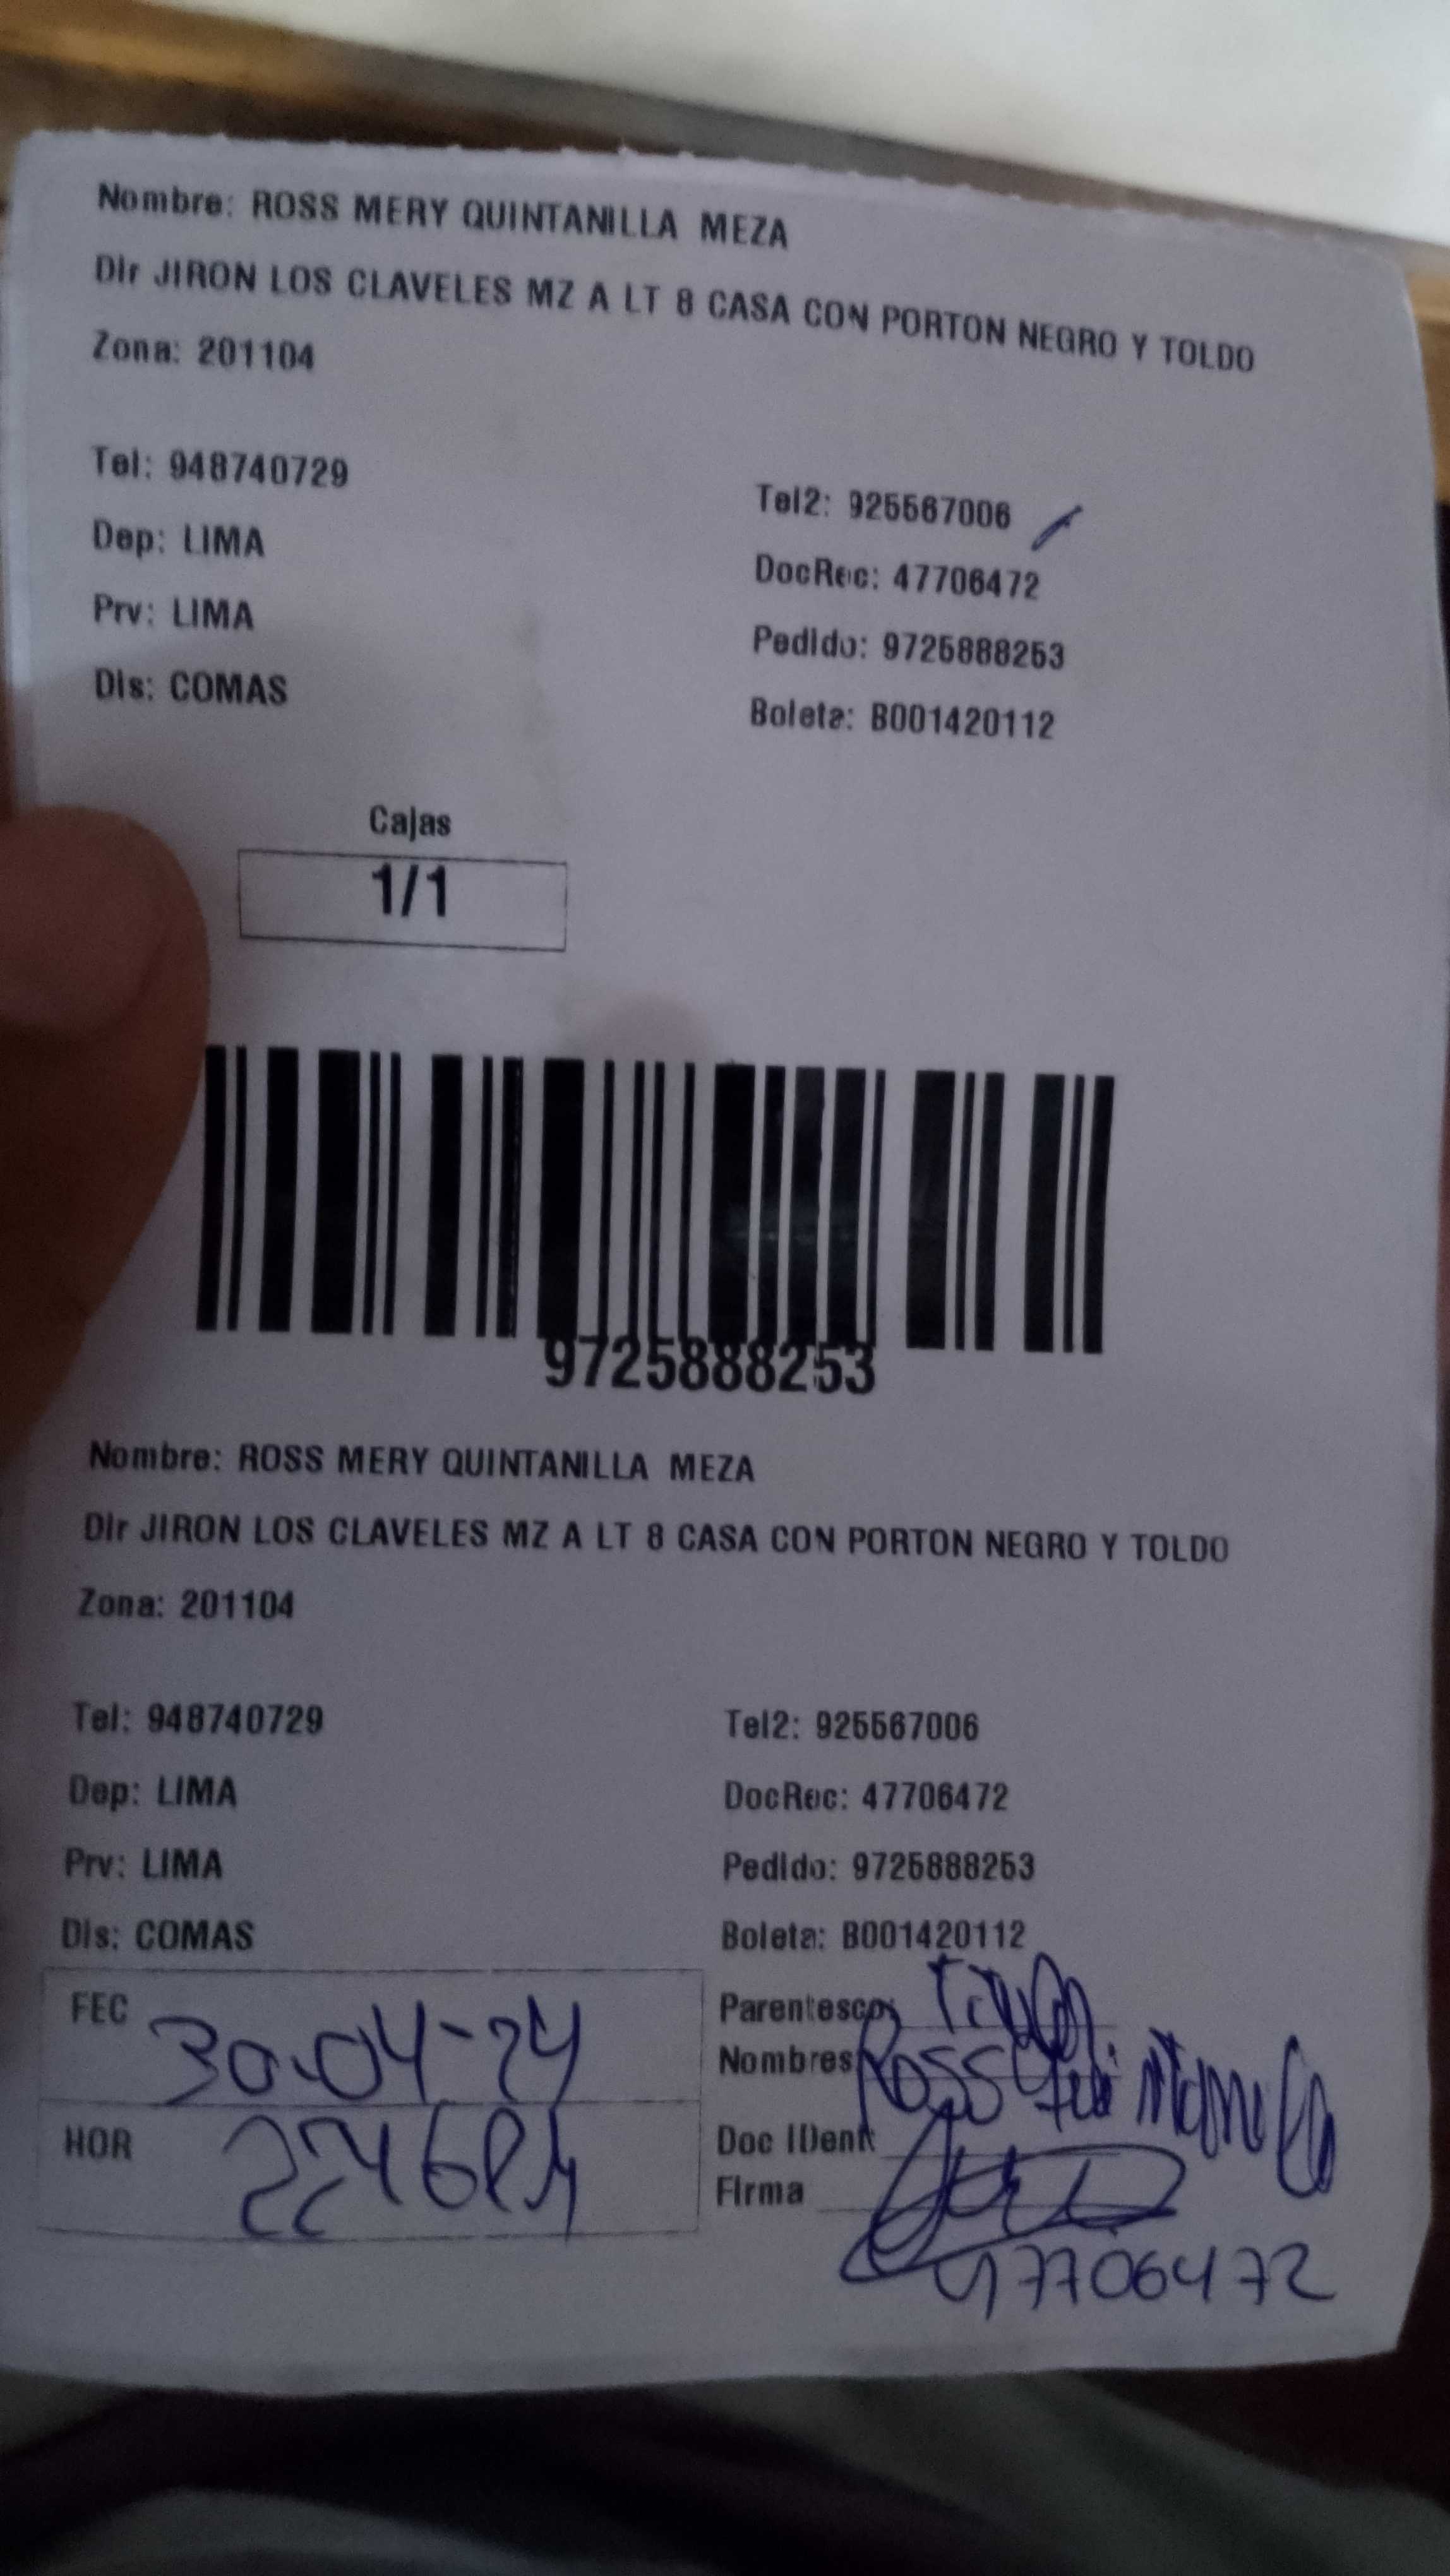 Nombre: ROSS MERY QUINTANILLA MEZA
Dir JIRON LOS CLAVELES MZ A LT 8 CASA CON PORTON NEGRO Y TOLDO
Zona: 201104
Tel: 948740729
Tel2: 925567006
Dep: LIMA
DocRec: 47706472
Prv: LIMA
Pedido: 9725888253
Dis: COMAS
Boleta: B001420112
Cajas
1/1
9725888253
Nombre: ROSS MERY QUINTANILLA MEZA
Dir JIRON LOS CLAVELES MZ A LT 8 CASA CON PORTON NEGRO Y TOLDO
Zona: 201104
Tel: 948740729
Tel2: 925567006
Dep: LIMA
DocRec: 47706472
Prv: LIMA
Pedido: 9725888253
Dis: COMAS
Boleta: B001420112
FEC 30-04-24
Parentesco:
Nombres Ross Quintanilla
HOR
Doc IDent
Firma
47706472